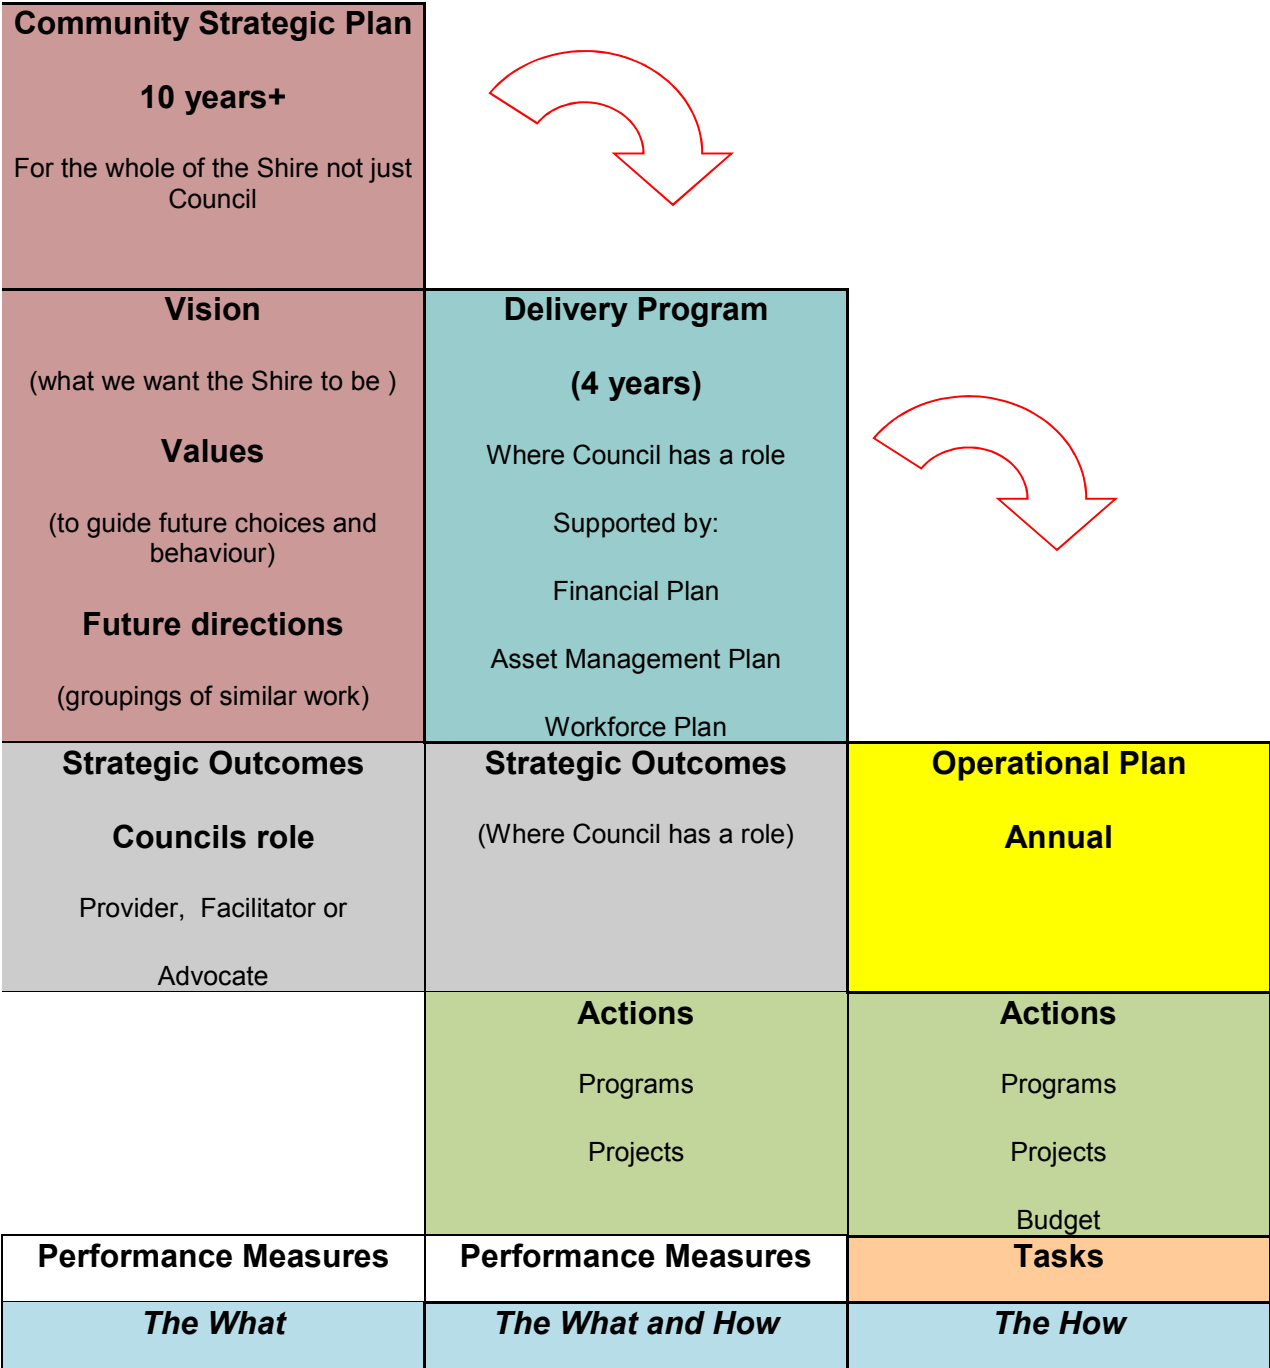 Community Strategic Plan
10 years+
For the whole of the Shire not just
Council
Vision
(what we want the Shire to be )
Values
(to guide future choices and
behaviour)
Future directions
(groupings of similar work)
Delivery Program
(4 years)
Where Council has a role
Supported by:
Financial Plan
Asset Management Plan
Workforce Plan
Strategic Outcomes
Councils role
Provider,  Facilitator or
Advocate
Strategic Outcomes
(Where Council has a role)
Operational Plan
Annual
Actions
Programs
Projects
Actions
Programs
Projects
Budget
Performance Measures
Performance Measures
Tasks
The What
The What and How
The How